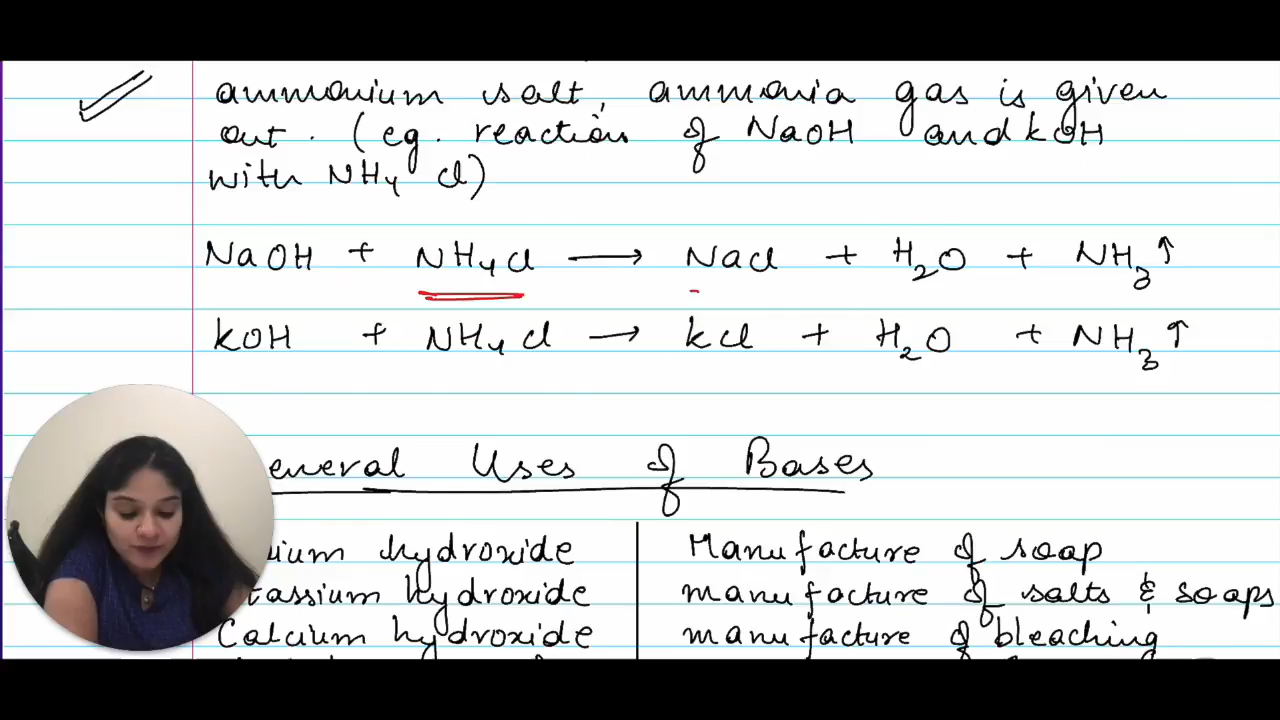 ammonium salt, ammonia gas is given
out. (eg. reaction of NaOH and KOH
with NH4 Cl)
NaOH + NH4Cl → NaCl + H2O + NH3↑
KOH + NH4Cl → KCl + H2O + NH3↑
eneral Uses of Bases
ium hydroxide Manufacture of soap
tassium hydroxide manufacture of salts & soaps
Calcium hydroxide manufacture of bleaching